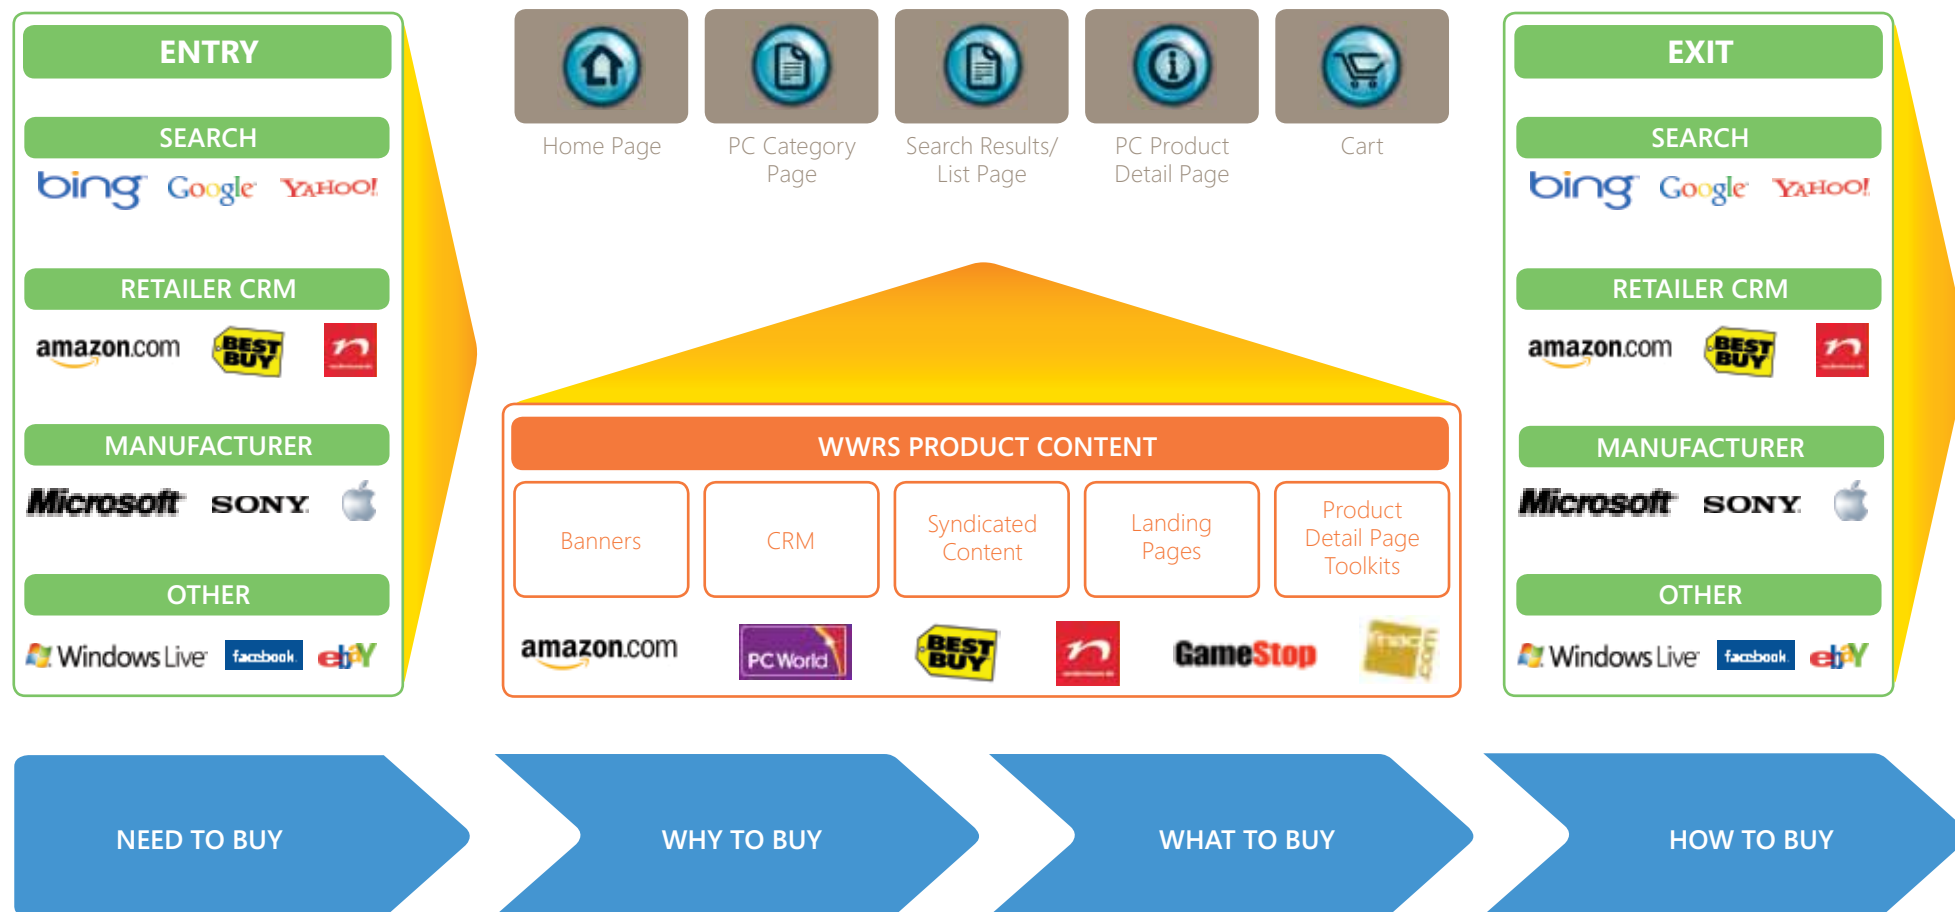 ENTRY
SEARCH
bing Google YAHOO!
RETAILER CRM
amazon.com BEST BUY n
MANUFACTURER
Microsoft SONY
OTHER
Windows Live facebook ebaY
Home Page
PC Category
Page
Search Results/
List Page
PC Product
Detail Page
Cart
WWRS PRODUCT CONTENT
Banners
CRM
Syndicated
Content
Landing
Pages
Product
Detail Page
Toolkits
amazon.com PC World BEST BUY n GameStop fnac.com
EXIT
SEARCH
bing Google YAHOO!
RETAILER CRM
amazon.com BEST BUY n
MANUFACTURER
Microsoft SONY
OTHER
Windows Live facebook ebaY
NEED TO BUY
WHY TO BUY
WHAT TO BUY
HOW TO BUY